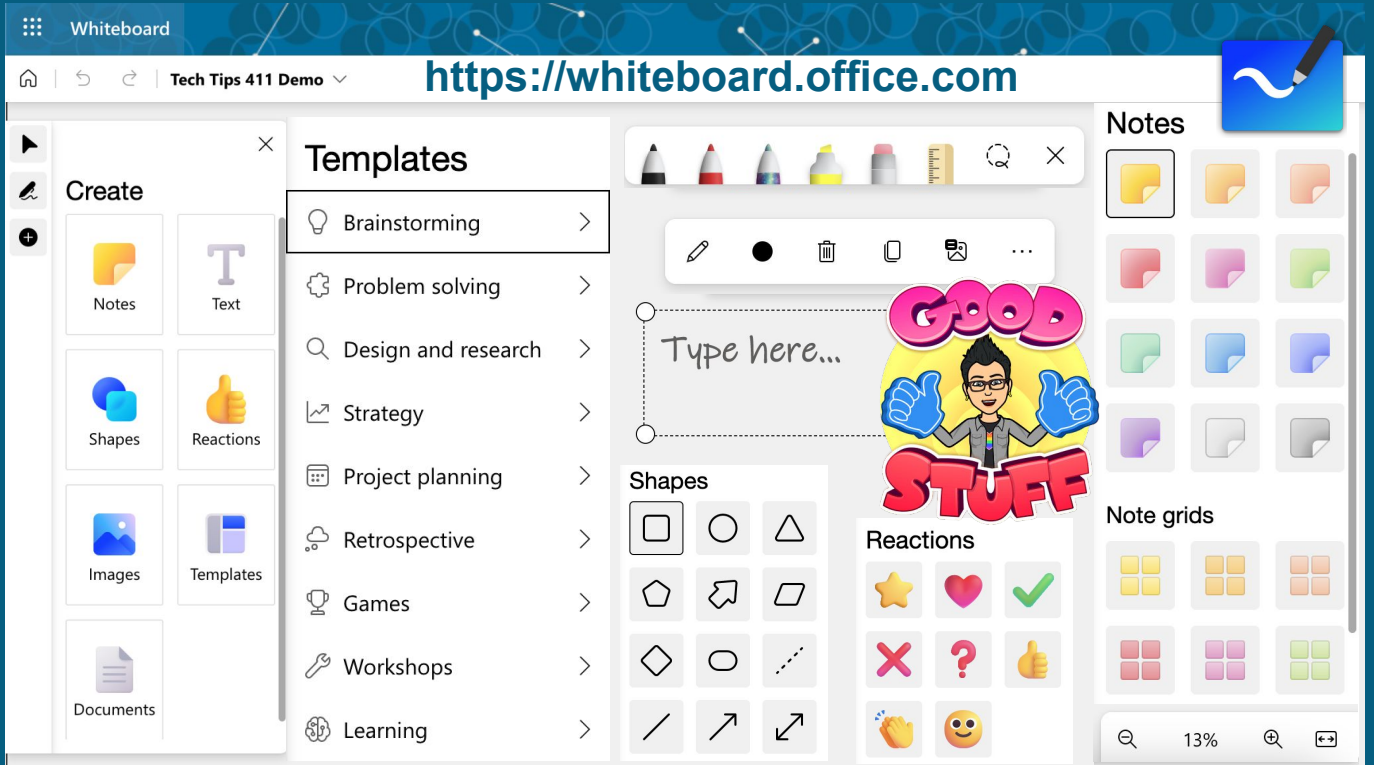 Whiteboard
Tech Tips 411 Demo
https://whiteboard.office.com
Create
Notes
Text
Shapes
Reactions
Images
Templates
Documents
Templates
Brainstorming
Problem solving
Design and research
Strategy
Project planning
Retrospective
Games
Workshops
Learning
Type here...
GOOD
STUFF
Shapes
Reactions
Notes
Note grids
13%